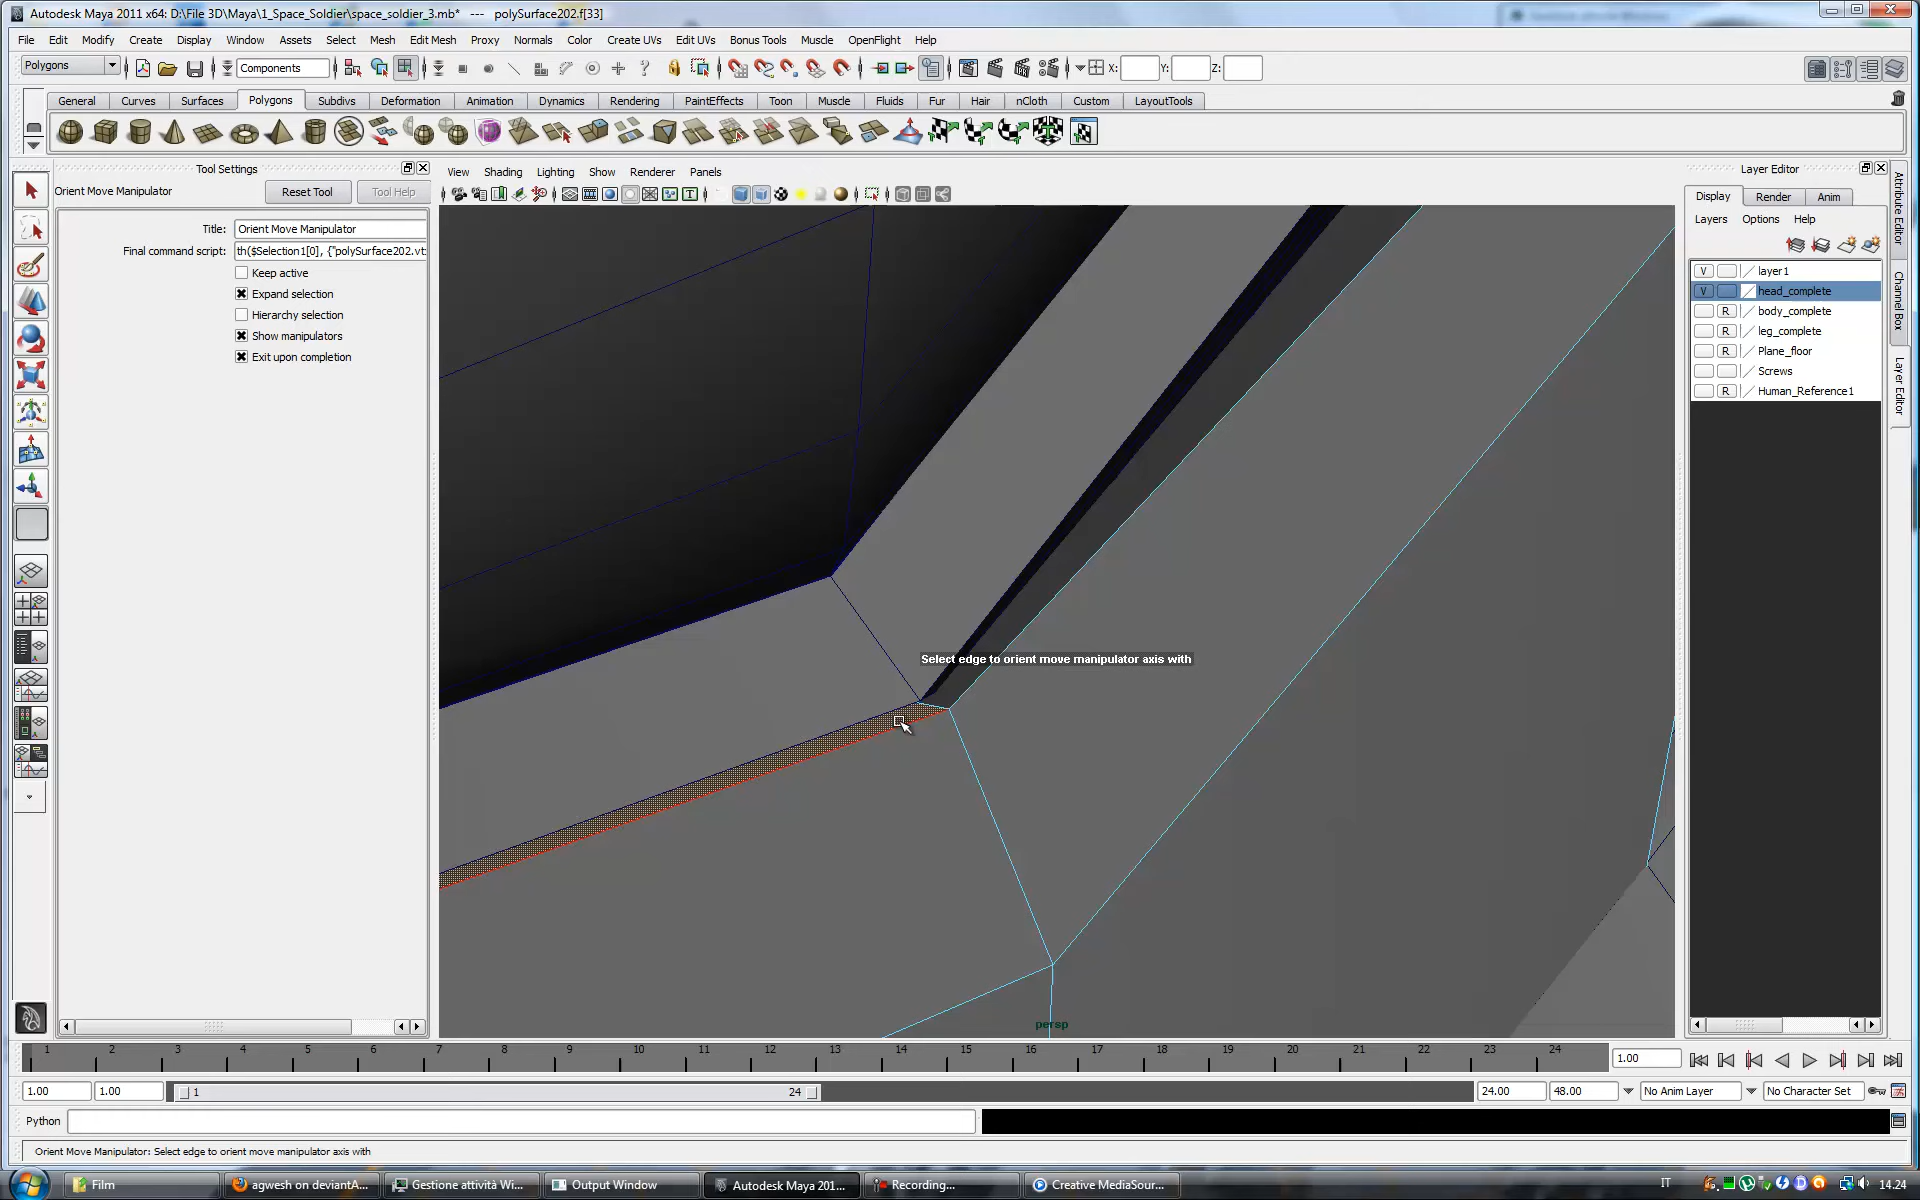 Autodesk Maya 2011 x64: D:\File 3D\Maya\1_Space_Soldier\space_soldier_3.mb* --- polySurface202.f[33]
File Edit Modify Create Display Window Assets Select Mesh Edit Mesh Proxy Normals Color Create UVs Edit UVs Bonus Tools Muscle OpenFlight Help
Polygons Components X: Y: Z:
General Curves Surfaces Polygons Subdivs Deformation Animation Dynamics Rendering PaintEffects Toon Muscle Fluids Fur Hair nCloth Custom LayoutTools
Tool Settings
Orient Move Manipulator Reset Tool Tool Help
Title: Orient Move Manipulator
Final command script: th($Selection1[0], {"polySurface202.vt
Keep active
Expand selection
Hierarchy selection
Show manipulators
Exit upon completion
View Shading Lighting Show Renderer Panels
Select edge to orient move manipulator axis with
persp
Layer Editor
Display Render Anim
Layers Options Help
V layer1
V head_complete
R body_complete
R leg_complete
R Plane_floor
Screws
R Human_Reference1
Attribute Editor
Channel Box
Layer Editor
1 2 3 4 5 6 7 8 9 10 11 12 13 14 15 16 17 18 19 20 21 22 23 24 1.00
1.00 1.00 1 24 24.00 48.00 No Anim Layer No Character Set
Python
Orient Move Manipulator: Select edge to orient move manipulator axis with
Film agwesh on deviantA... Gestione attività Wi... Output Window Autodesk Maya 201... Recording... Creative MediaSour... IT 14.24